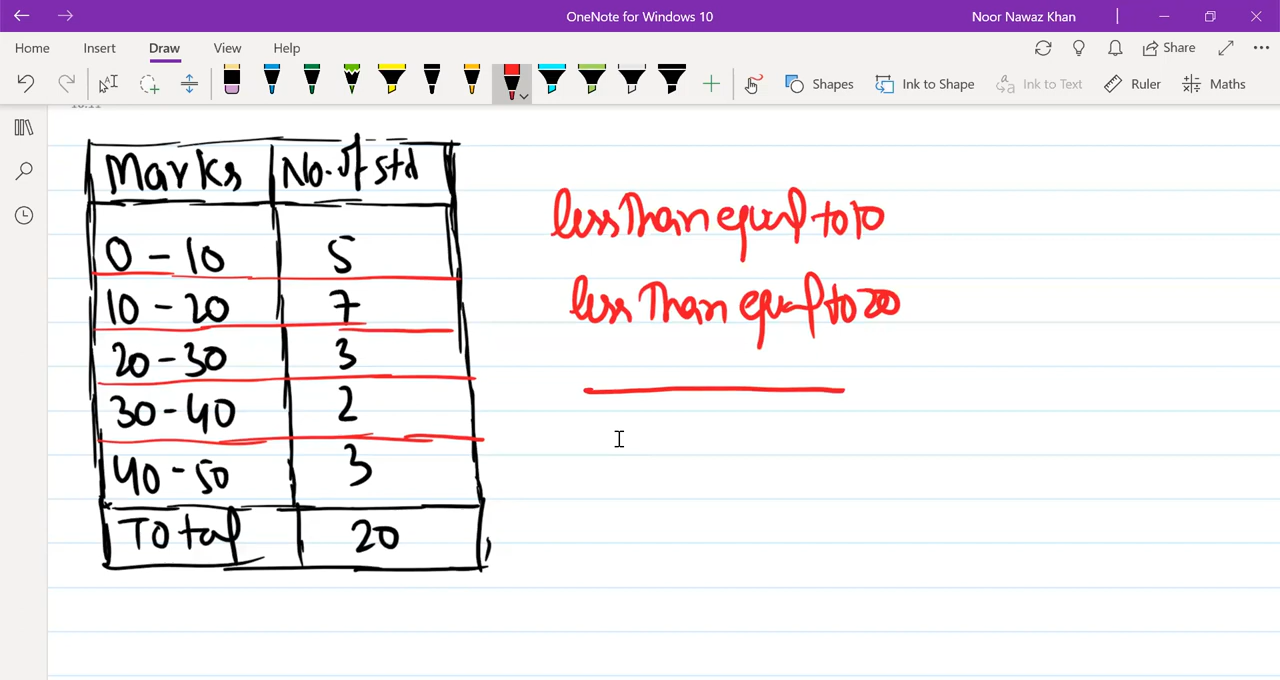 OneNote for Windows 10
Noor Nawaz Khan
Home Insert Draw View Help
Share
Shapes Ink to Shape Ink to Text Ruler Maths
Marks No. of std
0 - 10 5
10 - 20 7
20 - 30 3
30 - 40 2
40 - 50 3
Total 20
less Than equal to 10
less Than equal to 20